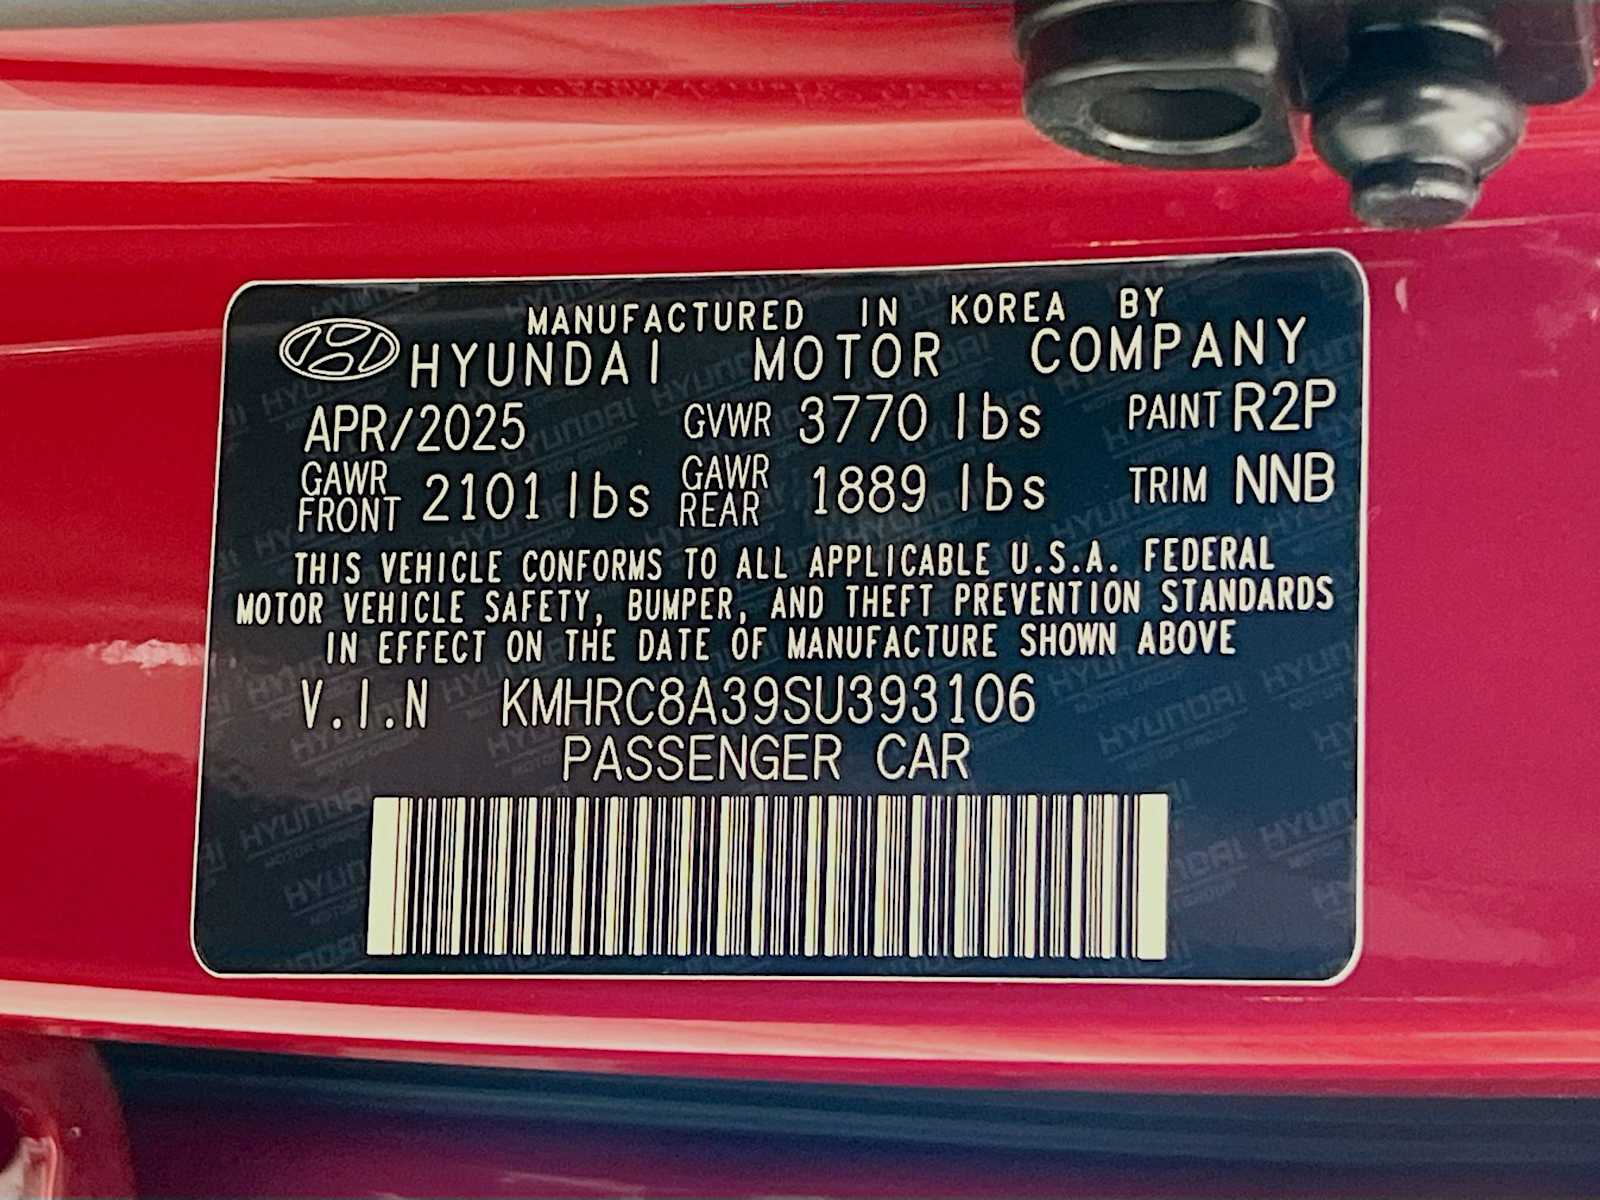 MANUFACTURED IN KOREA BY
HYUNDAI MOTOR COMPANY
APR/2025 GVWR 3770 lbs PAINT R2P
GAWR FRONT 2101 lbs GAWR REAR 1889 lbs TRIM NNB
THIS VEHICLE CONFORMS TO ALL APPLICABLE U.S.A. FEDERAL
MOTOR VEHICLE SAFETY, BUMPER, AND THEFT PREVENTION STANDARDS
IN EFFECT ON THE DATE OF MANUFACTURE SHOWN ABOVE
V.I.N KMHRC8A39SU393106
PASSENGER CAR